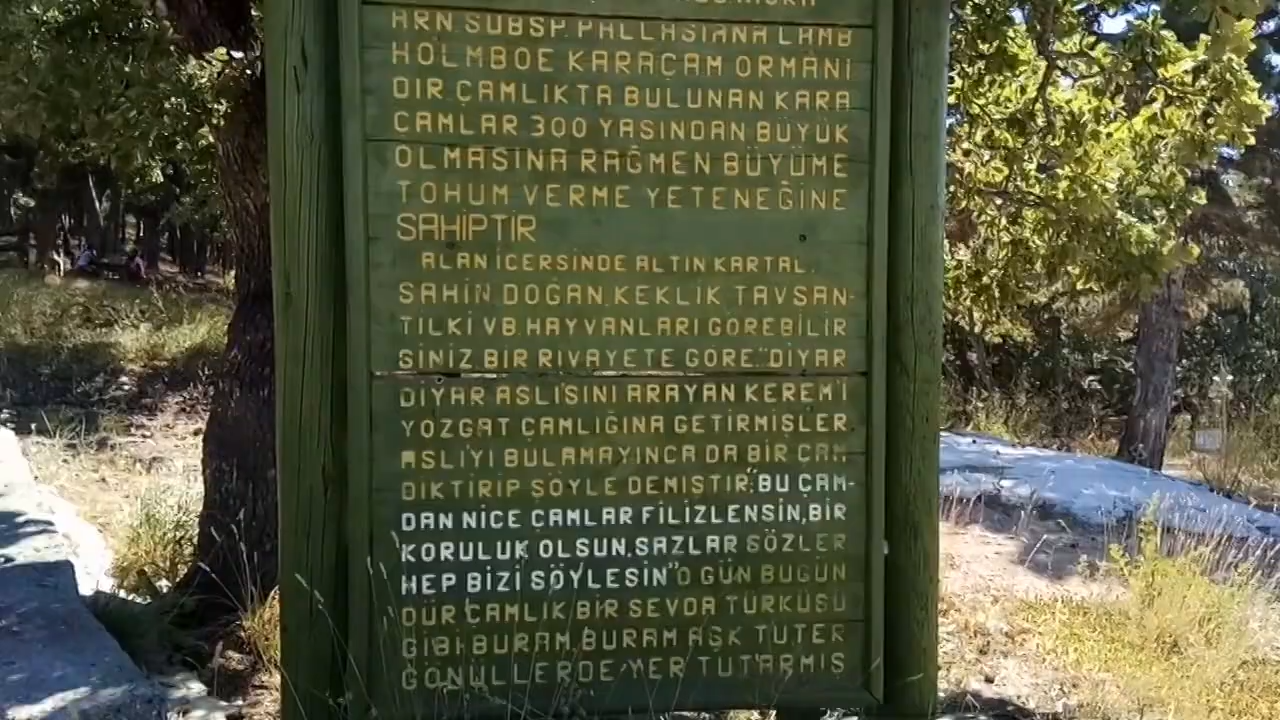 ARN. SUBSP. PALLASIANA LAMB
HOLMBOE KARAÇAM ORMANI
DIR. ÇAMLIKTA BULUNAN KARA
ÇAMLAR 300 YAŞINDAN BÜYÜK
OLMASINA RAĞMEN BÜYÜME
TOHUM VERME YETENEĞİNE
SAHİPTİR
ALAN İÇERSİNDE ALTIN KARTAL.
ŞAHİN, DOĞAN, KEKLİK TAVŞAN-
TİLKİ VB. HAYVANLARI GÖREBİLİR
SİNİZ BİR RİVAYETE GÖRE."DİYAR
DİYAR ASLI'SINI ARAYAN KEREM'İ
YOZGAT ÇAMLIĞINA GETİRMİŞLER.
ASLI'YI BULAMAYINCA DA BİR ÇAM
DİKTİRİP ŞÖYLE DEMİŞTİR;"BU ÇAM-
DAN NİCE ÇAMLAR FİLİZLENSİN, BİR
KORULUK OLSUN, SAZLAR SÖZLER
HEP BİZİ SÖYLESİN" O GÜN BUGÜN
DÜR ÇAMLIK BİR SEVDA TÜRKÜSÜ
GİBİ BURAM BURAM AŞK TÜTER
GÖNÜLLERDE YER TUTARMIŞ